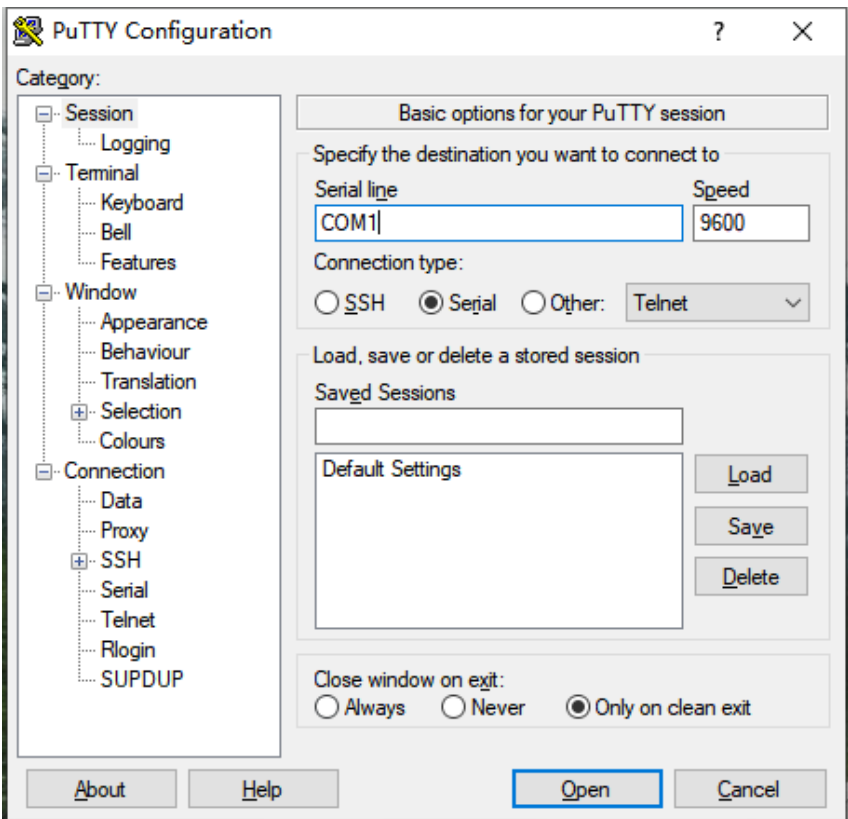 PuTTY Configuration
?
Category:
Session
Logging
Terminal
Keyboard
Bell
Features
Window
Appearance
Behaviour
Translation
Selection
Colours
Connection
Data
Proxy
SSH
Serial
Telnet
Rlogin
SUPDUP
Basic options for your PuTTY session
Specify the destination you want to connect to
Serial line Speed
COM1 9600
Connection type:
SSH Serial Other: Telnet
Load, save or delete a stored session
Saved Sessions
Default Settings
Load
Save
Delete
Close window on exit:
Always Never Only on clean exit
About Help Open Cancel